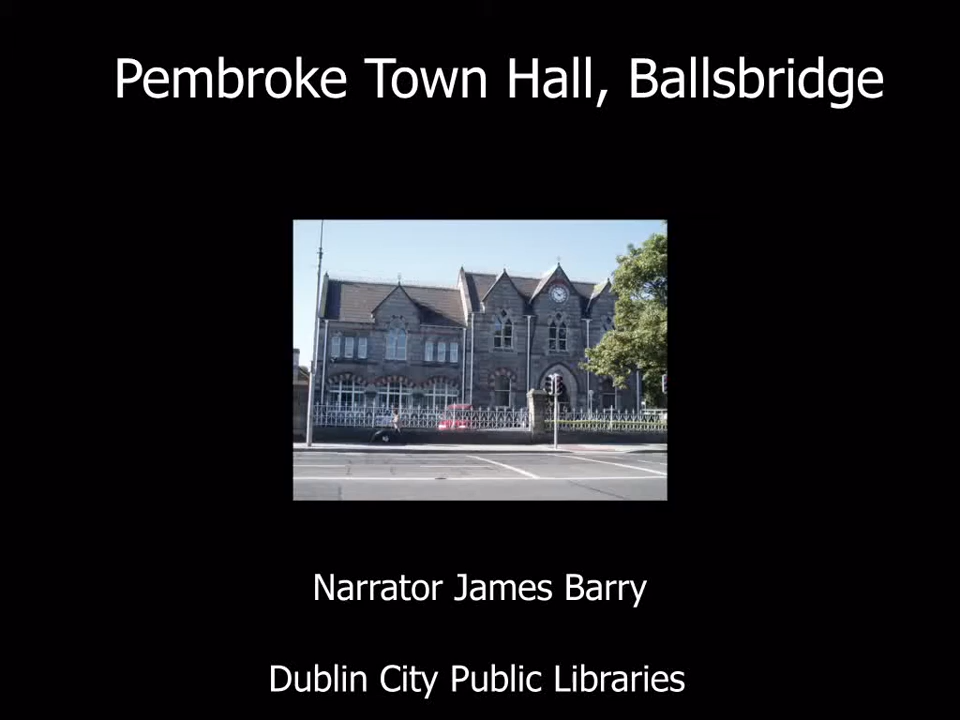 Pembroke Town Hall, Ballsbridge
Narrator James Barry
Dublin City Public Libraries